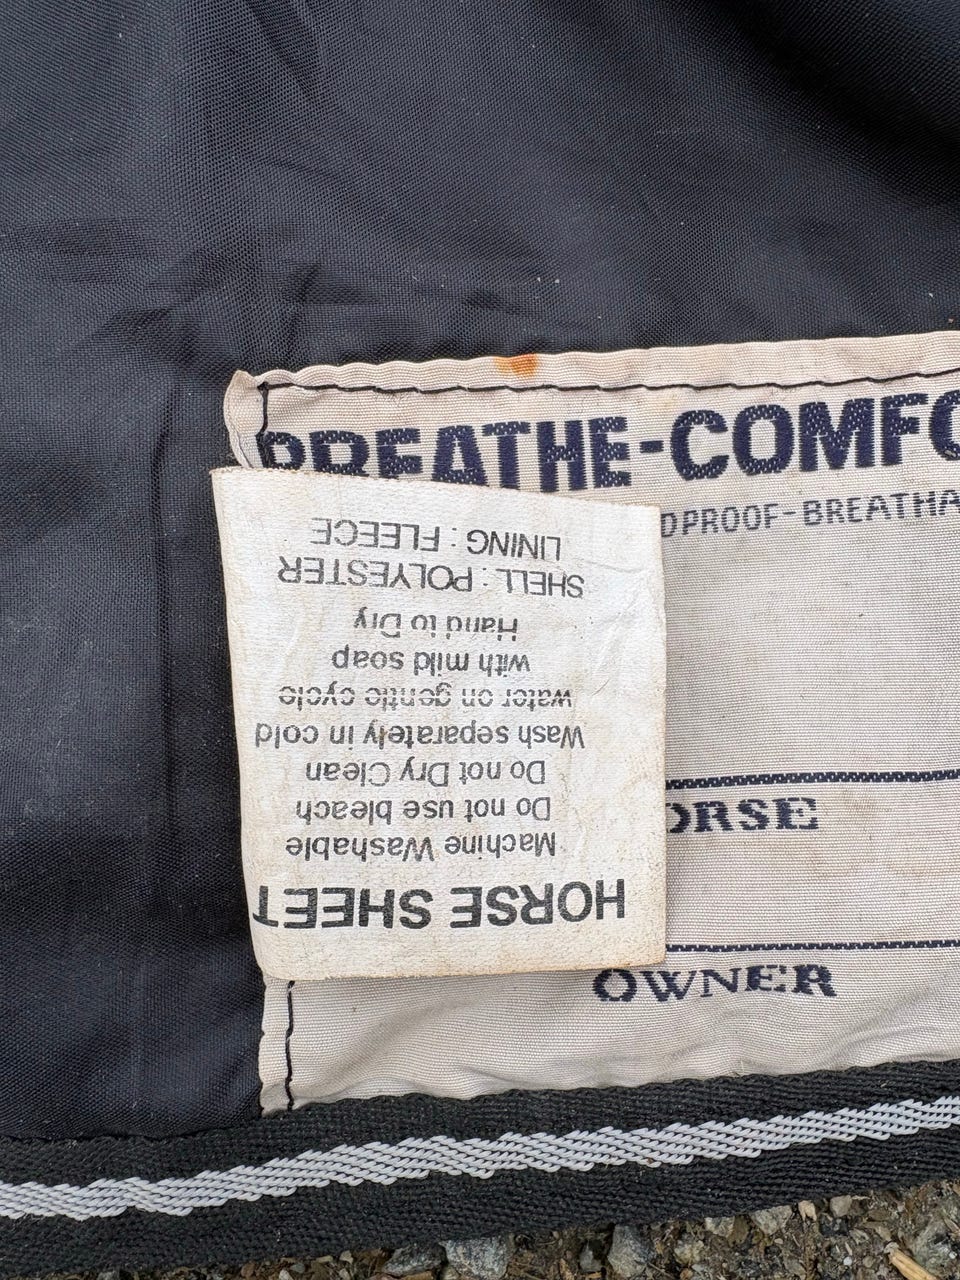 BREATHE-COMFO
DPROOF-BREATHA
ORSE
OWNER
HORSE SHEET
Machine Washable
Do not use bleach
Do not Dry Clean
Wash separately in cold
water on gentle cycle
with mild soap
Hand to Dry
SHELL : POLYESTER
LINING : FLEECE